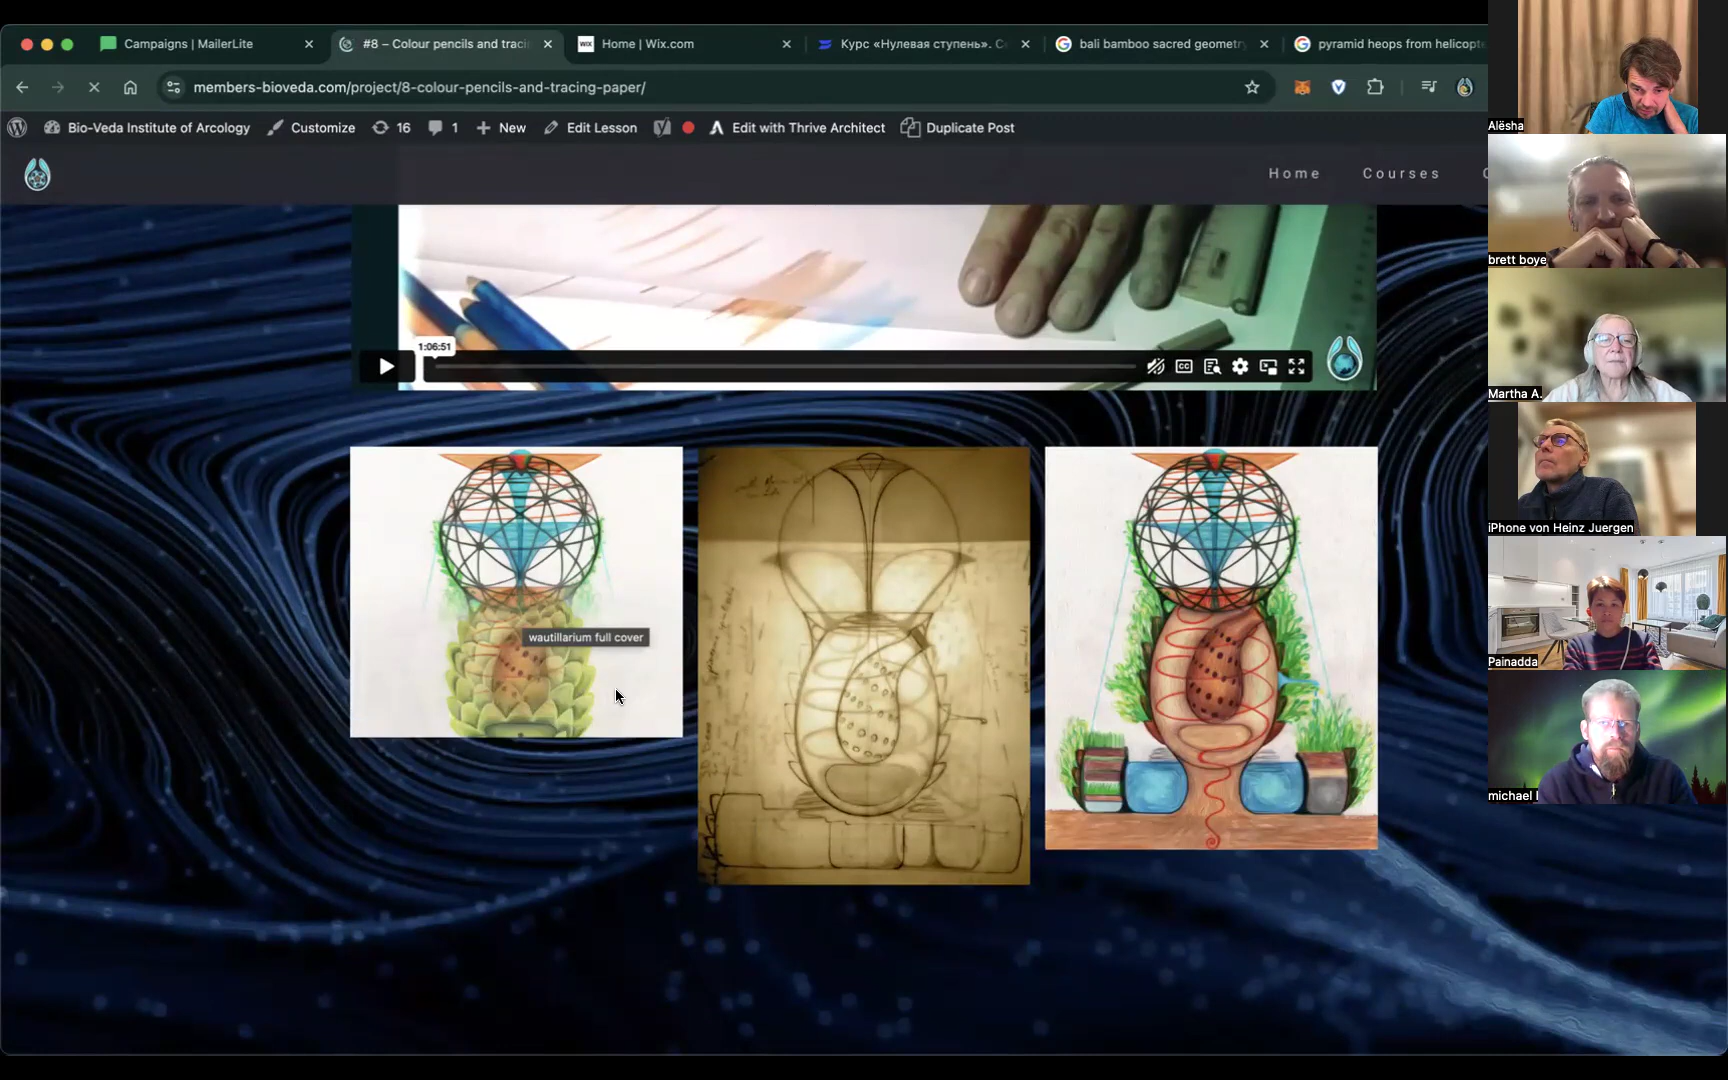 Campaigns | MailerLite
#8 – Colour pencils and traci
WIX
Home | Wix.com
Курс «Нулевая ступень». С
bali bamboo sacred geometr
pyramid heops from helicopt
members-bioveda.com/project/8-colour-pencils-and-tracing-paper/
Bio-Veda Institute of Arcology
Customize
16
1
New
Edit Lesson
Edit with Thrive Architect
Duplicate Post
Home
Courses
1:06:51
CC
wautillarium full cover
Alësha
brett boye
Martha A.
iPhone von Heinz Juergen
Painadda
michael l